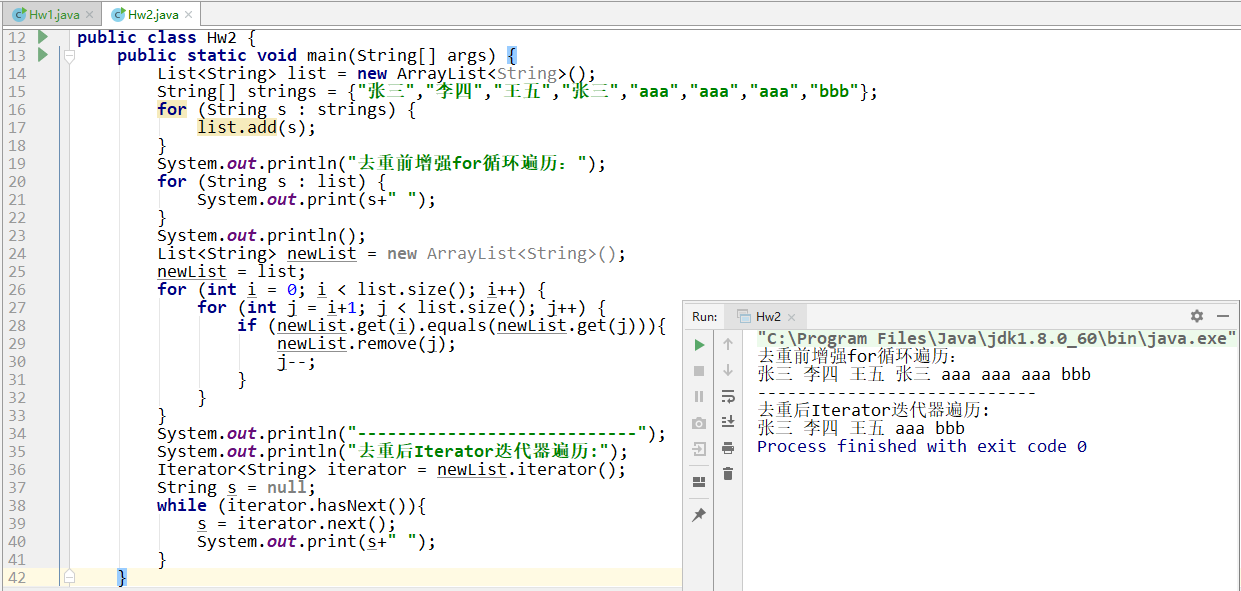 Hw1.java Hw2.java
12 public class Hw2 {
13 public static void main(String[] args) {
14 List<String> list = new ArrayList<String>();
15 String[] strings = {"张三","李四","王五","张三","aaa","aaa","aaa","bbb"};
16 for (String s : strings) {
17 list.add(s);
18 }
19 System.out.println("去重前增强for循环遍历：");
20 for (String s : list) {
21 System.out.print(s+" ");
22 }
23 System.out.println();
24 List<String> newList = new ArrayList<String>();
25 newList = list;
26 for (int i = 0; i < list.size(); i++) {
27 for (int j = i+1; j < list.size(); j++) {
28 if (newList.get(i).equals(newList.get(j))){
29 newList.remove(j);
30 j--;
31 }
32 }
33 }
34 System.out.println("----------------------------");
35 System.out.println("去重后Iterator迭代器遍历:");
36 Iterator<String> iterator = newList.iterator();
37 String s = null;
38 while (iterator.hasNext()){
39 s = iterator.next();
40 System.out.print(s+" ");
41 }
42 }
Run: Hw2
"C:\Program Files\Java\jdk1.8.0_60\bin\java.exe"
去重前增强for循环遍历：
张三 李四 王五 张三 aaa aaa aaa bbb
----------------------------
去重后Iterator迭代器遍历:
张三 李四 王五 aaa bbb
Process finished with exit code 0